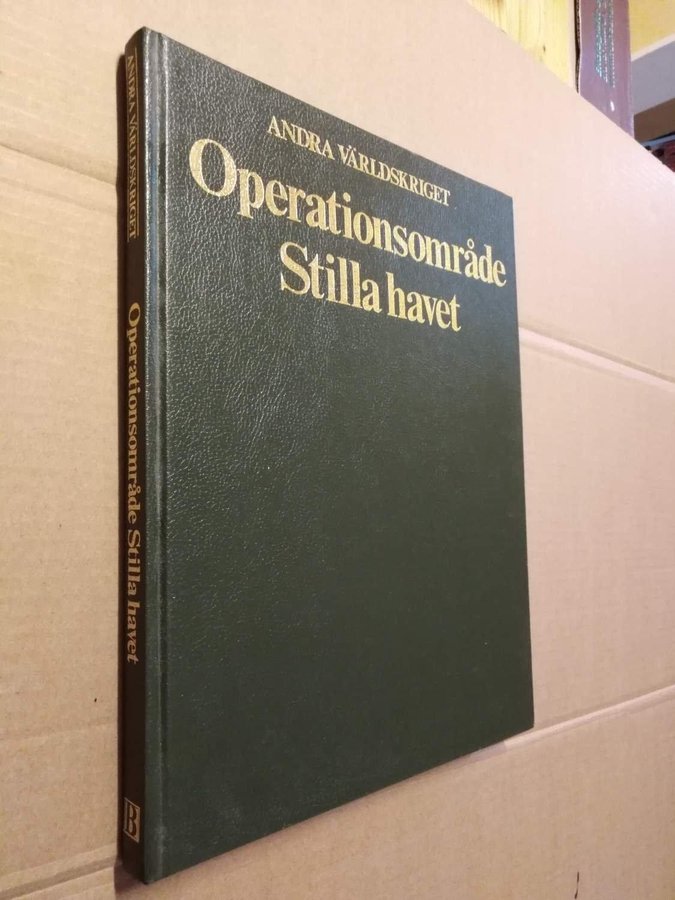 ANDRA VÄRLDSKRIGET
Operationsområde
Stilla havet
ANDRA VÄRLDSKRIGET
Operationsområde Stilla havet
B